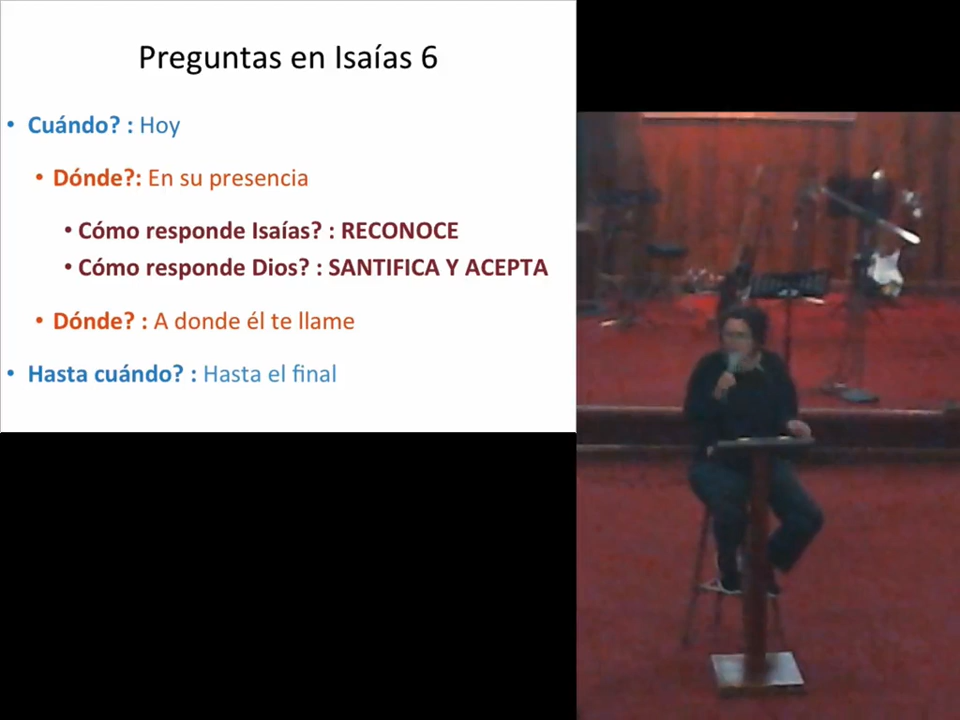 Preguntas en Isaías 6
• Cuándo? : Hoy
• Dónde?: En su presencia
• Cómo responde Isaías? : RECONOCE
• Cómo responde Dios? : SANTIFICA Y ACEPTA
• Dónde? : A donde él te llame
• Hasta cuándo? : Hasta el final